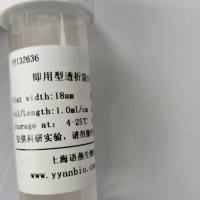 YY132636
即用型透析袋
Flat width:18mm
Vol/Length:1.0ml/cm
Storage at: 4-25℃
仅供科研实验，请勿
上海语燕生物
www.yyanbio.com